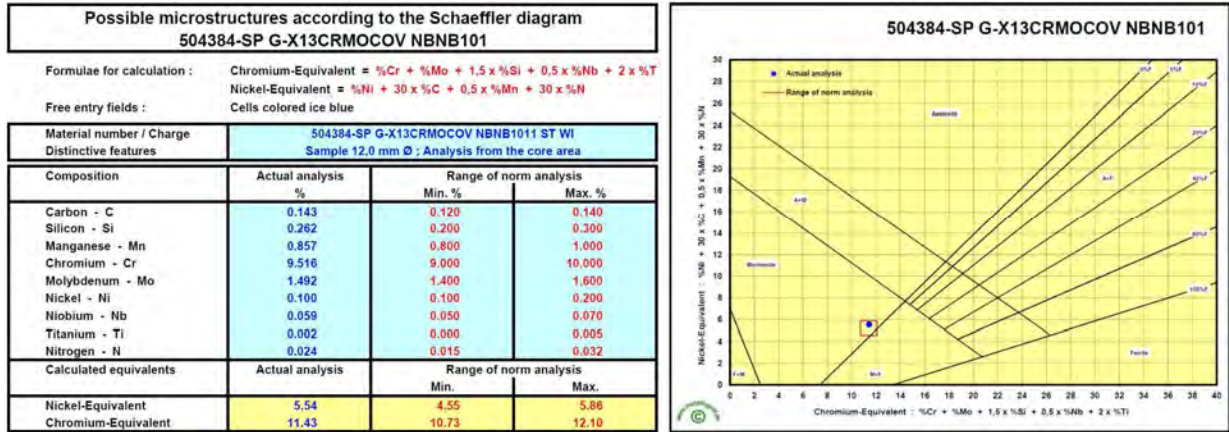 Possible microstructures according to the Schaeffler diagram
504384-SP G-X13CRMOCOV NBNB101
Formulae for calculation : Chromium-Equivalent = %Cr + %Mo + 1,5 x %Si + 0,5 x %Nb + 2 x %T
Nickel-Equivalent = %Ni + 30 x %C + 0,5 x %Mn + 30 x %N
Free entry fields : Cells colored ice blue
Material number / Charge 504384-SP G-X13CRMOCOV NBNB1011 ST WI
Distinctive features Sample 12,0 mm Ø ; Analysis from the core area
Composition Actual analysis Range of norm analysis
% Min. % Max. %
Carbon - C 0.143 0.120 0.140
Silicon - Si 0.262 0.200 0.300
Manganese - Mn 0.857 0.800 1.000
Chromium - Cr 9.516 9.000 10.000
Molybdenum - Mo 1.492 1.400 1.600
Nickel - Ni 0.100 0.100 0.200
Niobium - Nb 0.059 0.050 0.070
Titanium - Ti 0.002 0.000 0.005
Nitrogen - N 0.024 0.015 0.032
Calculated equivalents Actual analysis Range of norm analysis
Min. Max.
Nickel-Equivalent 5.54 4.55 5.86
Chromium-Equivalent 11.43 10.73 12.10
504384-SP G-X13CRMOCOV NBNB101
Actual analysis
Range of norm analysis
Nickel-Equivalent : %Ni + 30 x %C + 0,5 x %Mn + 30 x %N
30
28
26
24
22
20
18
16
14
12
10
8
6
4
2
0
Austenite
A+M
Martensite
A+F
F+M
M+F
Ferrite
0%F
5%F
10%F
20%F
40%F
80%F
100%F
0 2 4 6 8 10 12 14 16 18 20 22 24 26 28 30 32 34 36 38 40
Chromium-Equivalent : %Cr + %Mo + 1,5 x %Si + 0,5 x %Nb + 2 x %Ti
©